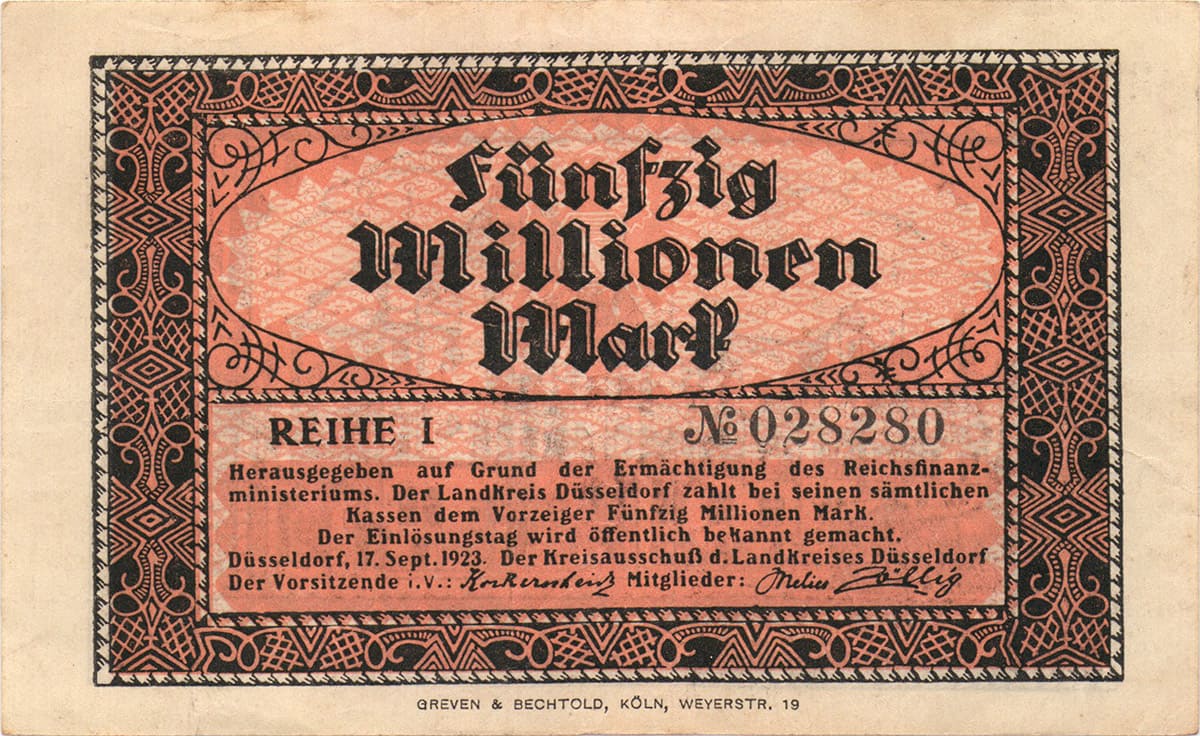 Fünfzig
Millionen
Mark
REIHE I № 028280
Herausgegeben auf Grund der Ermächtigung des Reichsfinanz-
ministeriums. Der Landkreis Düsseldorf zahlt bei seinen sämtlichen
Kassen dem Vorzeiger Fünfzig Millionen Mark.
Der Einlösungstag wird öffentlich bekannt gemacht.
Düsseldorf, 17. Sept. 1923. Der Kreisausschuß d. Landkreises Düsseldorf
Der Vorsitzende i.V.: Mitglieder: Zöllig
GREVEN & BECHTOLD, KÖLN, WEYERSTR. 19